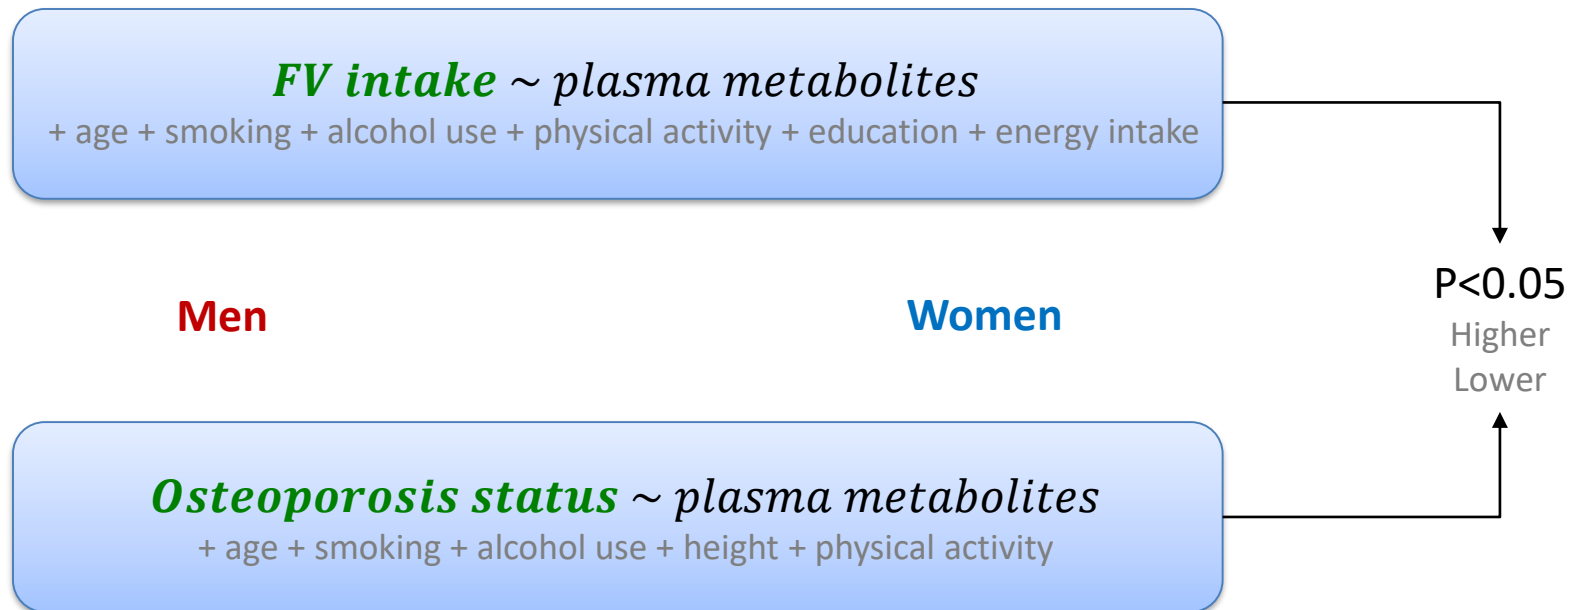 FV intake ~ plasma metabolites
+ age + smoking + alcohol use + physical activity + education + energy intake
Men
Women
P<0.05
Higher
Lower
Osteoporosis status ~ plasma metabolites
+ age + smoking + alcohol use + height + physical activity